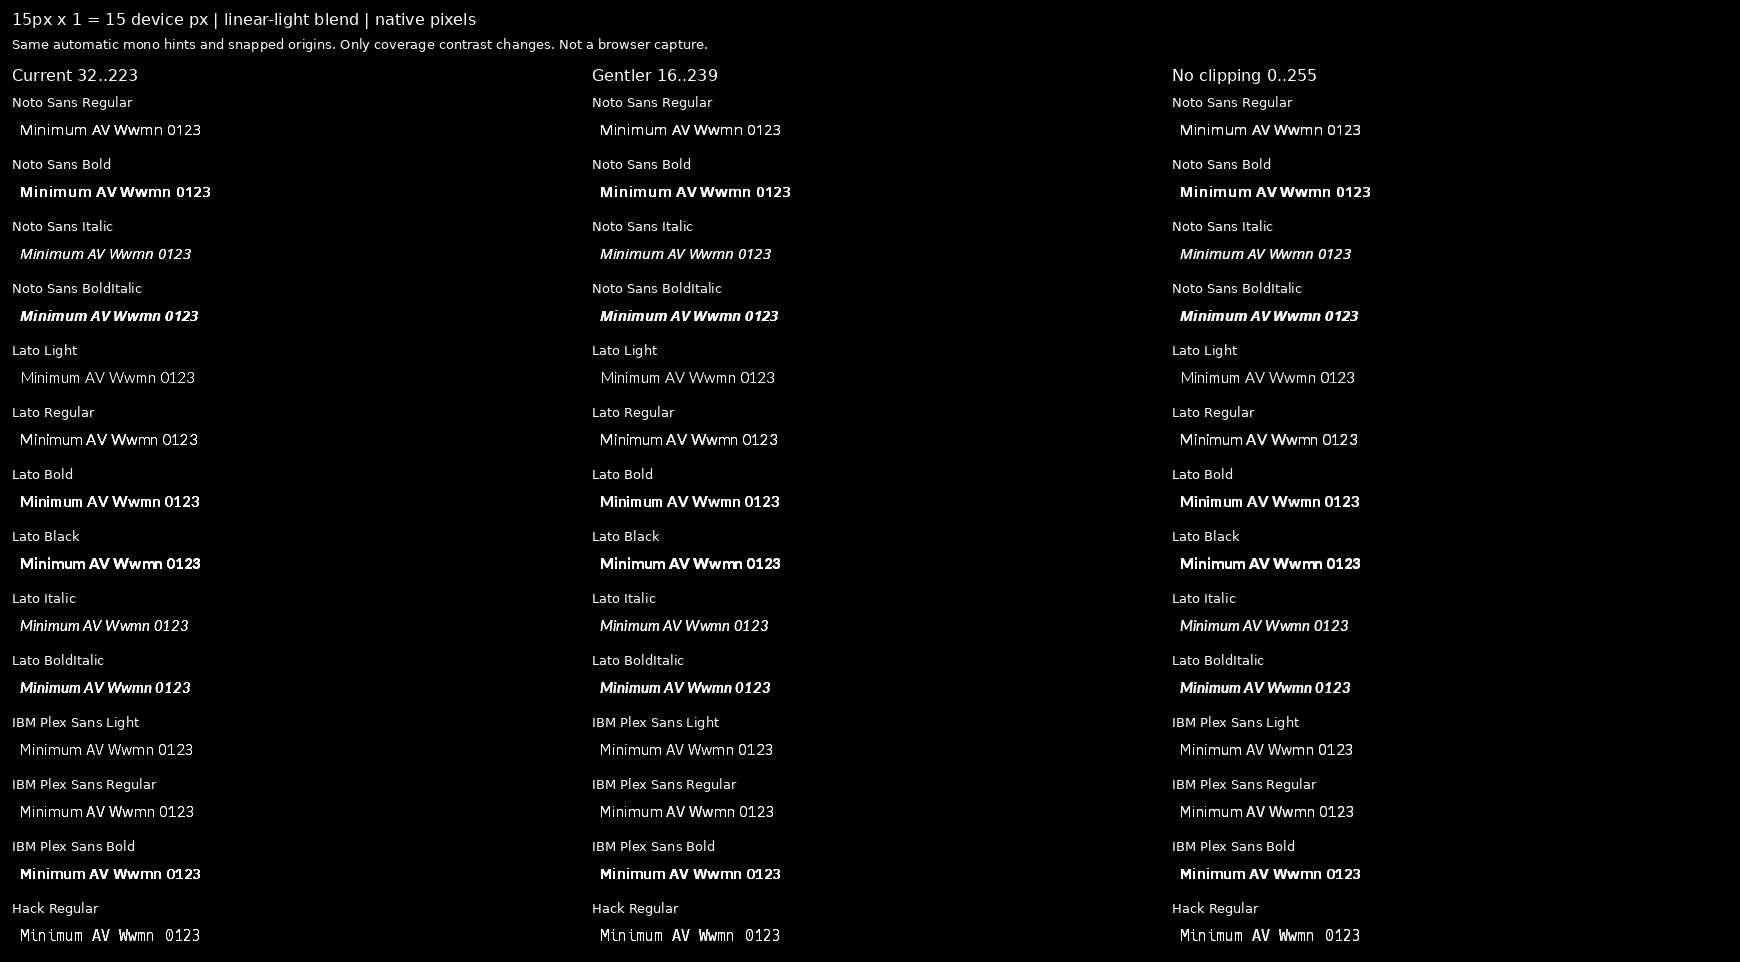 15px x 1 = 15 device px | linear-light blend | native pixels
Same automatic mono hints and snapped origins. Only coverage contrast changes. Not a browser capture.
Current 32..223 Gentler 16..239 No clipping 0..255
Noto Sans Regular Noto Sans Regular Noto Sans Regular
Minimum AV Wwmn 0123 Minimum AV Wwmn 0123 Minimum AV Wwmn 0123
Noto Sans Bold Noto Sans Bold Noto Sans Bold
Minimum AV Wwmn 0123 Minimum AV Wwmn 0123 Minimum AV Wwmn 0123
Noto Sans Italic Noto Sans Italic Noto Sans Italic
Minimum AV Wwmn 0123 Minimum AV Wwmn 0123 Minimum AV Wwmn 0123
Noto Sans BoldItalic Noto Sans BoldItalic Noto Sans BoldItalic
Minimum AV Wwmn 0123 Minimum AV Wwmn 0123 Minimum AV Wwmn 0123
Lato Light Lato Light Lato Light
Minimum AV Wwmn 0123 Minimum AV Wwmn 0123 Minimum AV Wwmn 0123
Lato Regular Lato Regular Lato Regular
Minimum AV Wwmn 0123 Minimum AV Wwmn 0123 Minimum AV Wwmn 0123
Lato Bold Lato Bold Lato Bold
Minimum AV Wwmn 0123 Minimum AV Wwmn 0123 Minimum AV Wwmn 0123
Lato Black Lato Black Lato Black
Minimum AV Wwmn 0123 Minimum AV Wwmn 0123 Minimum AV Wwmn 0123
Lato Italic Lato Italic Lato Italic
Minimum AV Wwmn 0123 Minimum AV Wwmn 0123 Minimum AV Wwmn 0123
Lato BoldItalic Lato BoldItalic Lato BoldItalic
Minimum AV Wwmn 0123 Minimum AV Wwmn 0123 Minimum AV Wwmn 0123
IBM Plex Sans Light IBM Plex Sans Light IBM Plex Sans Light
Minimum AV Wwmn 0123 Minimum AV Wwmn 0123 Minimum AV Wwmn 0123
IBM Plex Sans Regular IBM Plex Sans Regular IBM Plex Sans Regular
Minimum AV Wwmn 0123 Minimum AV Wwmn 0123 Minimum AV Wwmn 0123
IBM Plex Sans Bold IBM Plex Sans Bold IBM Plex Sans Bold
Minimum AV Wwmn 0123 Minimum AV Wwmn 0123 Minimum AV Wwmn 0123
Hack Regular Hack Regular Hack Regular
Minimum AV Wwmn 0123 Minimum AV Wwmn 0123 Minimum AV Wwmn 0123